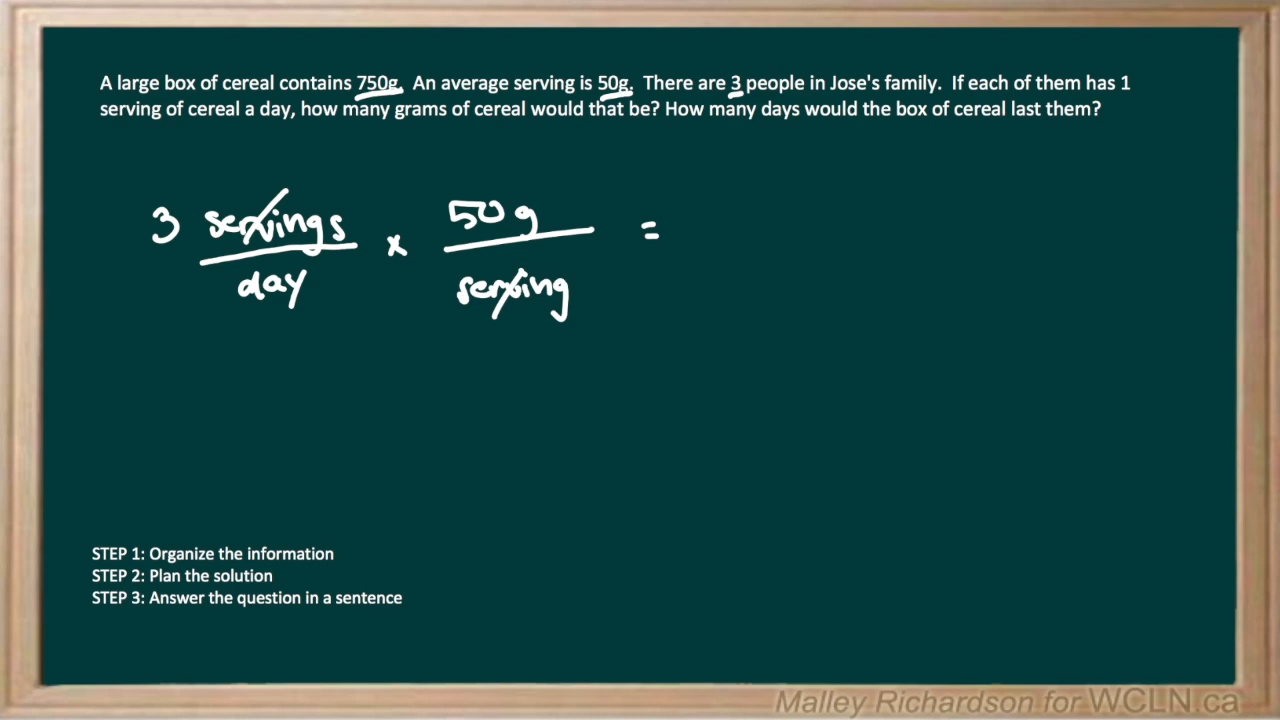 A large box of cereal contains 750g. An average serving is 50g. There are 3 people in Jose's family. If each of them has 1
serving of cereal a day, how many grams of cereal would that be? How many days would the box of cereal last them?
3 servings x 50g =
day serving
STEP 1: Organize the information
STEP 2: Plan the solution
STEP 3: Answer the question in a sentence
Malley Richardson for WCLN.ca